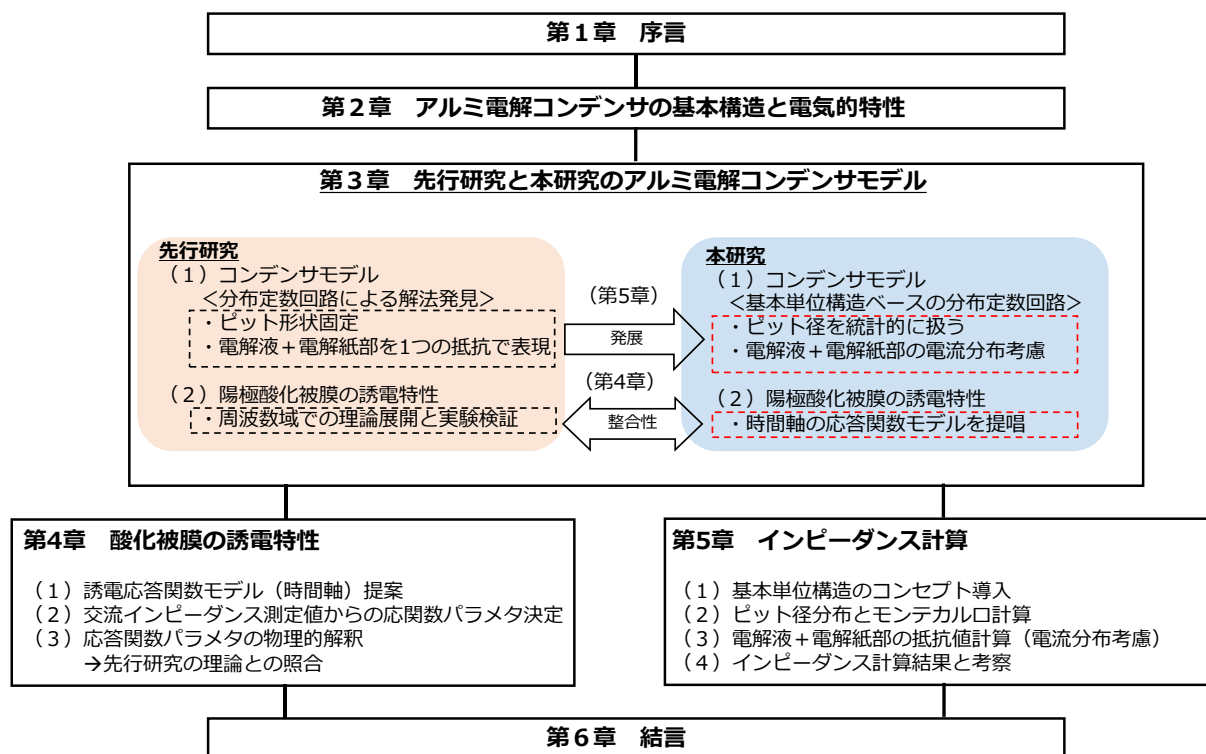 第１章　序言
第２章　アルミ電解コンデンサの基本構造と電気的特性
第３章　先行研究と本研究のアルミ電解コンデンサモデル
先行研究
（１）コンデンサモデル
＜分布定数回路による解法発見＞
・ピット形状固定
・電解液＋電解紙部を1つの抵抗で表現
（２）陽極酸化被膜の誘電特性
・周波数域での理論展開と実験検証
（第5章）
発展
（第4章）
整合性
本研究
（１）コンデンサモデル
＜基本単位構造ベースの分布定数回路＞
・ピット径を統計的に扱う
・電解液＋電解紙部の電流分布考慮
（２）陽極酸化被膜の誘電特性
・時間軸の応答関数モデルを提唱
第4章　酸化被膜の誘電特性
（１）誘電応答関数モデル（時間軸）提案
（２）交流インピーダンス測定値からの応関数パラメタ決定
（３）応答関数パラメタの物理的解釈
→先行研究の理論との照合
第5章　インピーダンス計算
（１）基本単位構造のコンセプト導入
（２）ピット径分布とモンテカルロ計算
（３）電解液＋電解紙部の抵抗値計算（電流分布考慮）
（４）インピーダンス計算結果と考察
第６章　結言